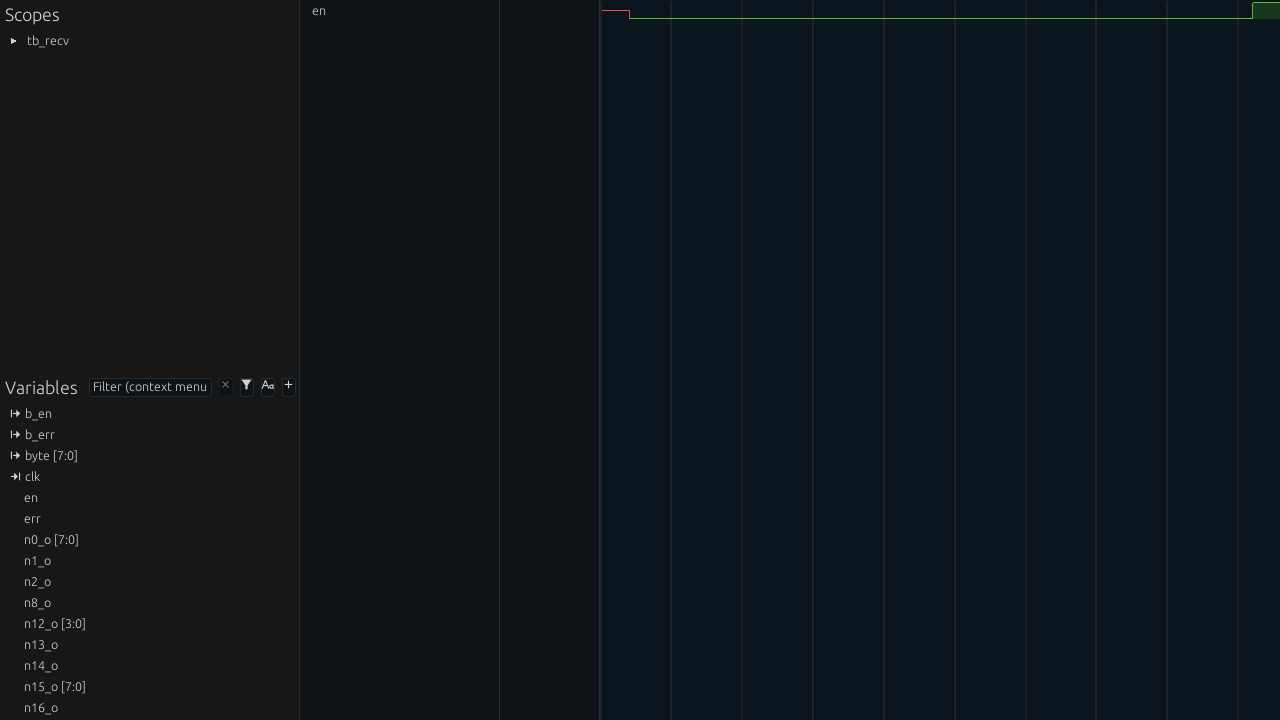 Scopes
tb_recv
en
Variables
Filter (context menu
Aa
+
b_en
b_err
byte [7:0]
clk
en
err
n0_o [7:0]
n1_o
n2_o
n8_o
n12_o [3:0]
n13_o
n14_o
n15_o [7:0]
n16_o